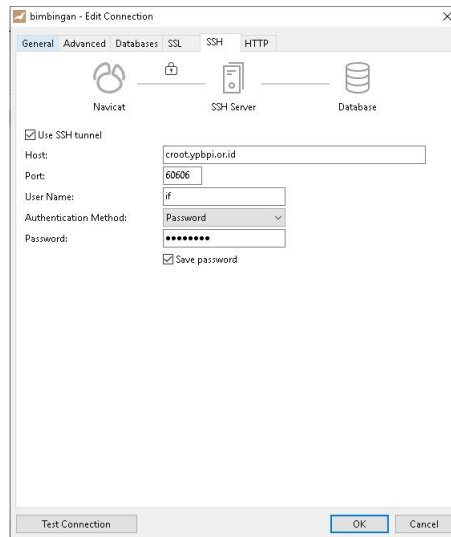 bimbingan - Edit Connection
General Advanced Databases SSL SSH HTTP
Navicat SSH Server Database
Use SSH tunnel
Host: croot.ypbpi.or.id
Port: 60606
User Name: if
Authentication Method: Password
Password: ●●●●●●●●
Save password
Test Connection OK Cancel